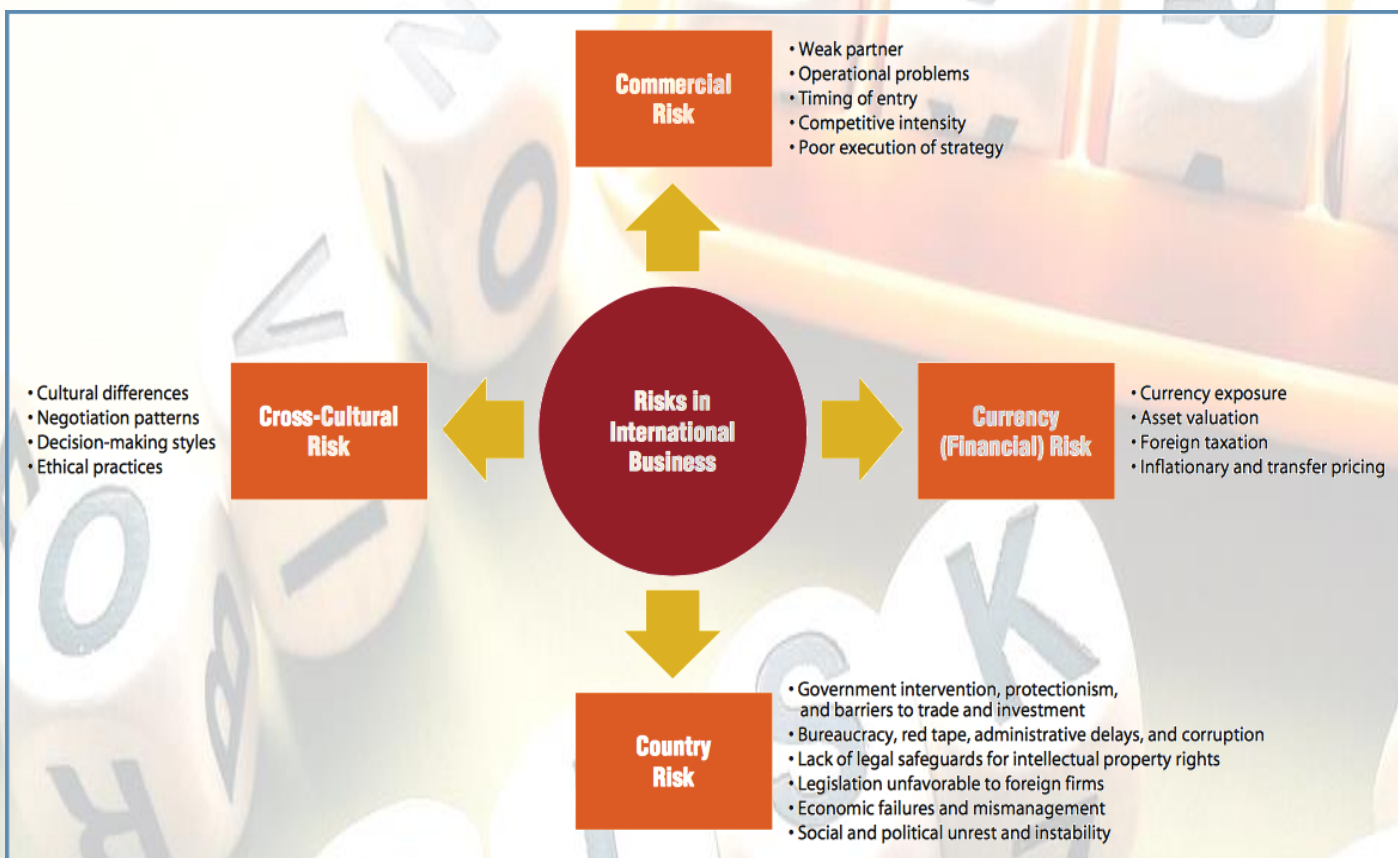 Commercial
Risk
• Weak partner
• Operational problems
• Timing of entry
• Competitive intensity
• Poor execution of strategy
• Cultural differences
• Negotiation patterns
• Decision-making styles
• Ethical practices
Cross-Cultural
Risk
Risks in
International
Business
Currency
(Financial) Risk
• Currency exposure
• Asset valuation
• Foreign taxation
• Inflationary and transfer pricing
Country
Risk
• Government intervention, protectionism,
and barriers to trade and investment
• Bureaucracy, red tape, administrative delays, and corruption
• Lack of legal safeguards for intellectual property rights
• Legislation unfavorable to foreign firms
• Economic failures and mismanagement
• Social and political unrest and instability